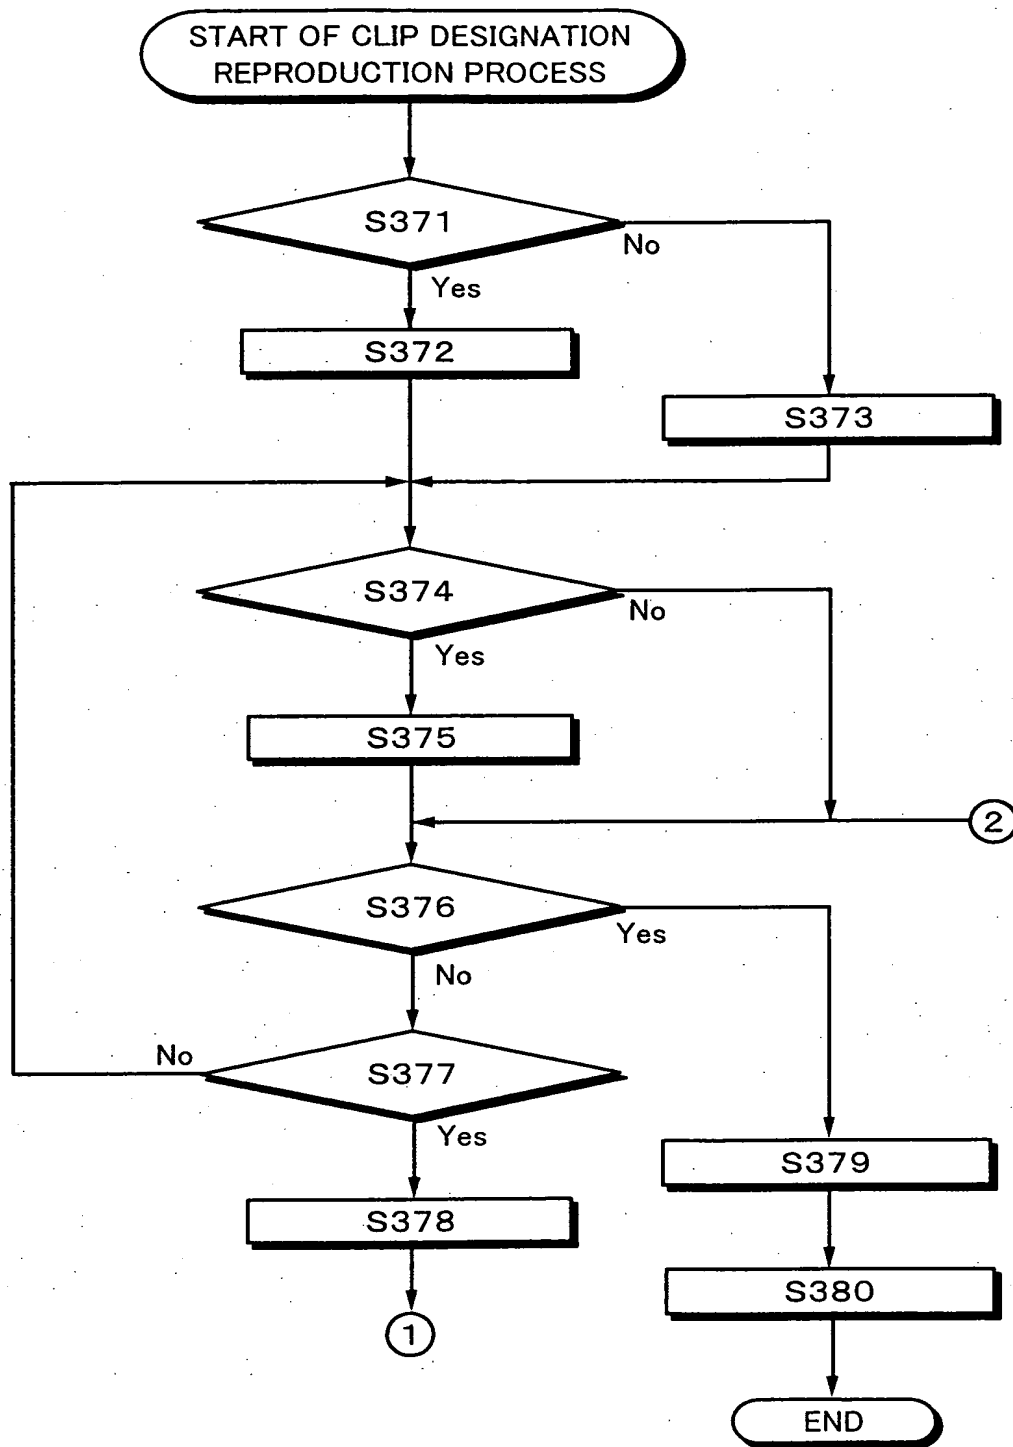 START OF CLIP DESIGNATION
REPRODUCTION PROCESS
S371
No
Yes
S372
S373
S374
No
Yes
S375
2
S376
Yes
No
S377
No
Yes
S379
S378
S380
1
END